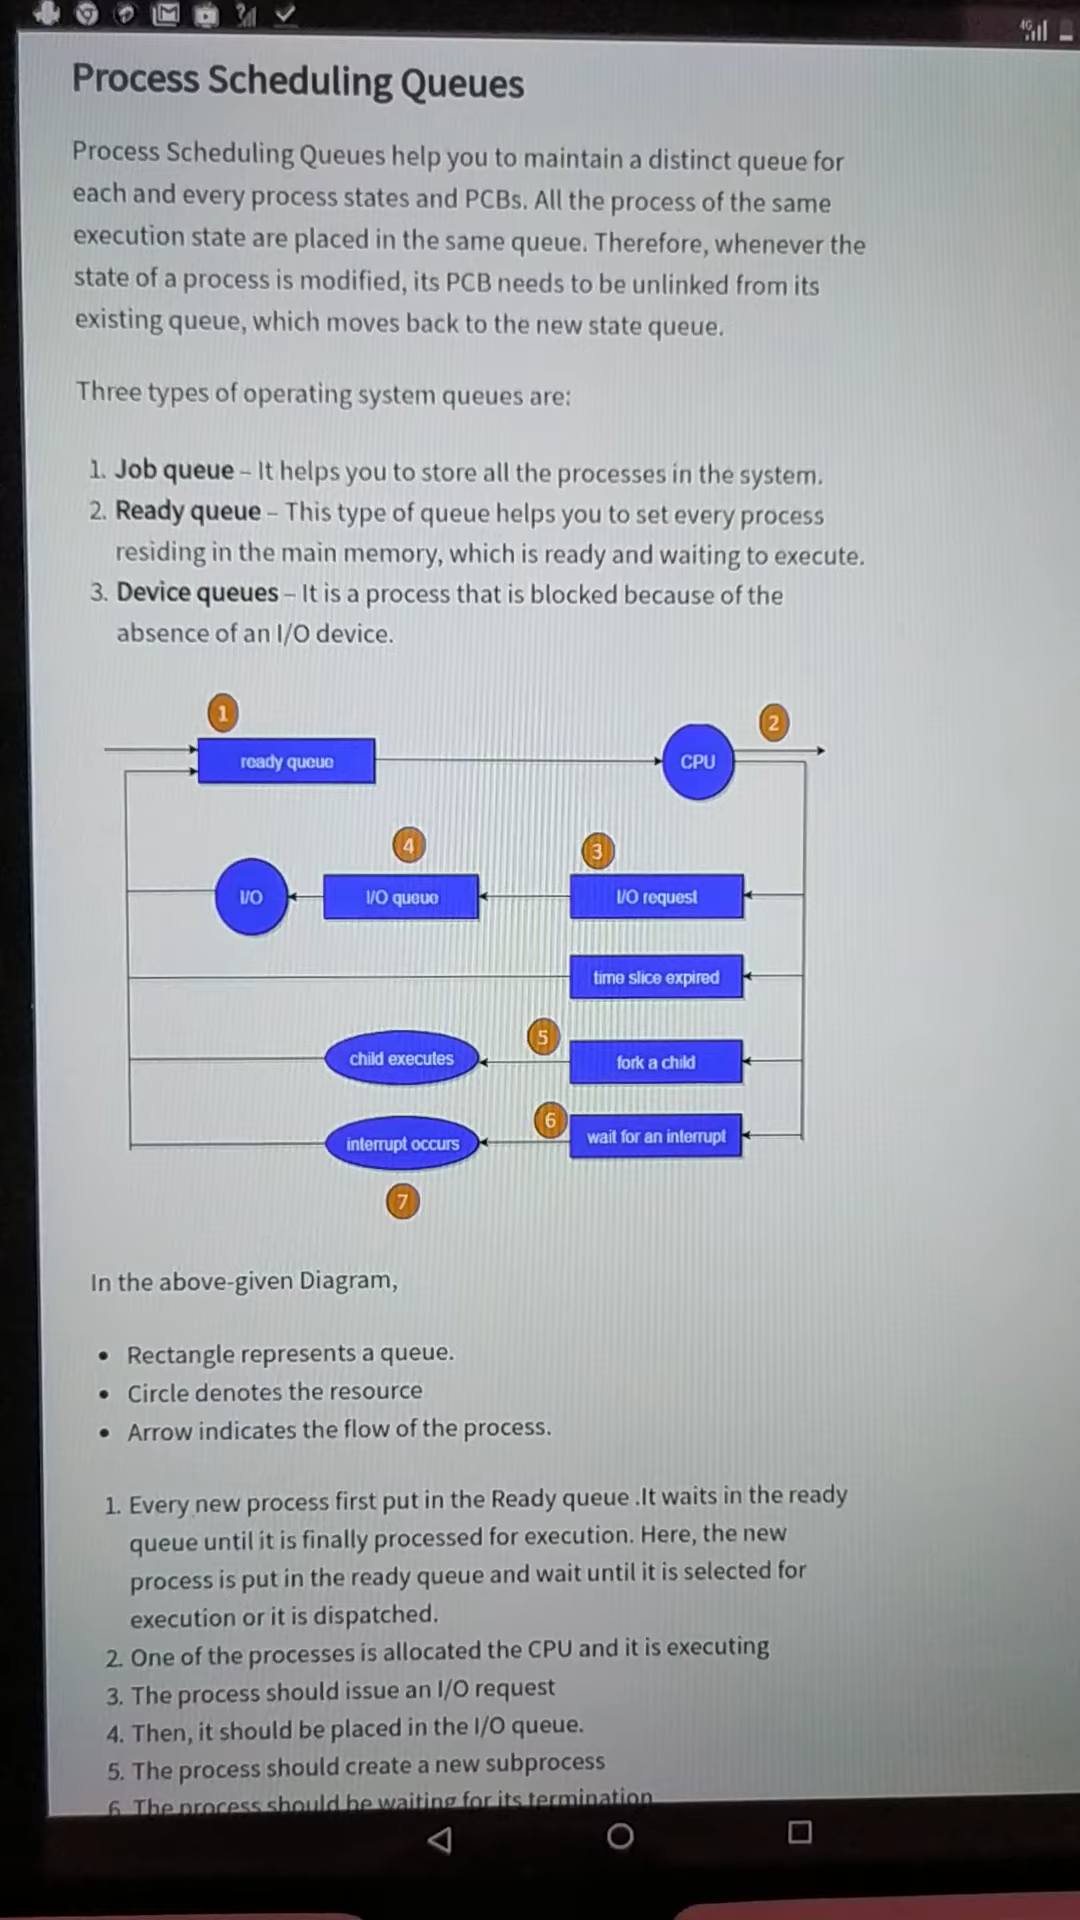 4G
Process Scheduling Queues
Process Scheduling Queues help you to maintain a distinct queue for
each and every process states and PCBs. All the process of the same
execution state are placed in the same queue. Therefore, whenever the
state of a process is modified, its PCB needs to be unlinked from its
existing queue, which moves back to the new state queue.
Three types of operating system queues are:
1. Job queue – It helps you to store all the processes in the system.
2. Ready queue – This type of queue helps you to set every process
residing in the main memory, which is ready and waiting to execute.
3. Device queues – It is a process that is blocked because of the
absence of an I/O device.
1
2
ready queue
CPU
4
3
I/O
I/O queue
I/O request
time slice expired
5
child executes
fork a child
6
interrupt occurs
wait for an interrupt
7
In the above-given Diagram,
• Rectangle represents a queue.
• Circle denotes the resource
• Arrow indicates the flow of the process.
1. Every new process first put in the Ready queue .It waits in the ready
queue until it is finally processed for execution. Here, the new
process is put in the ready queue and wait until it is selected for
execution or it is dispatched.
2. One of the processes is allocated the CPU and it is executing
3. The process should issue an I/O request
4. Then, it should be placed in the I/O queue.
5. The process should create a new subprocess
6. The process should be waiting for its termination